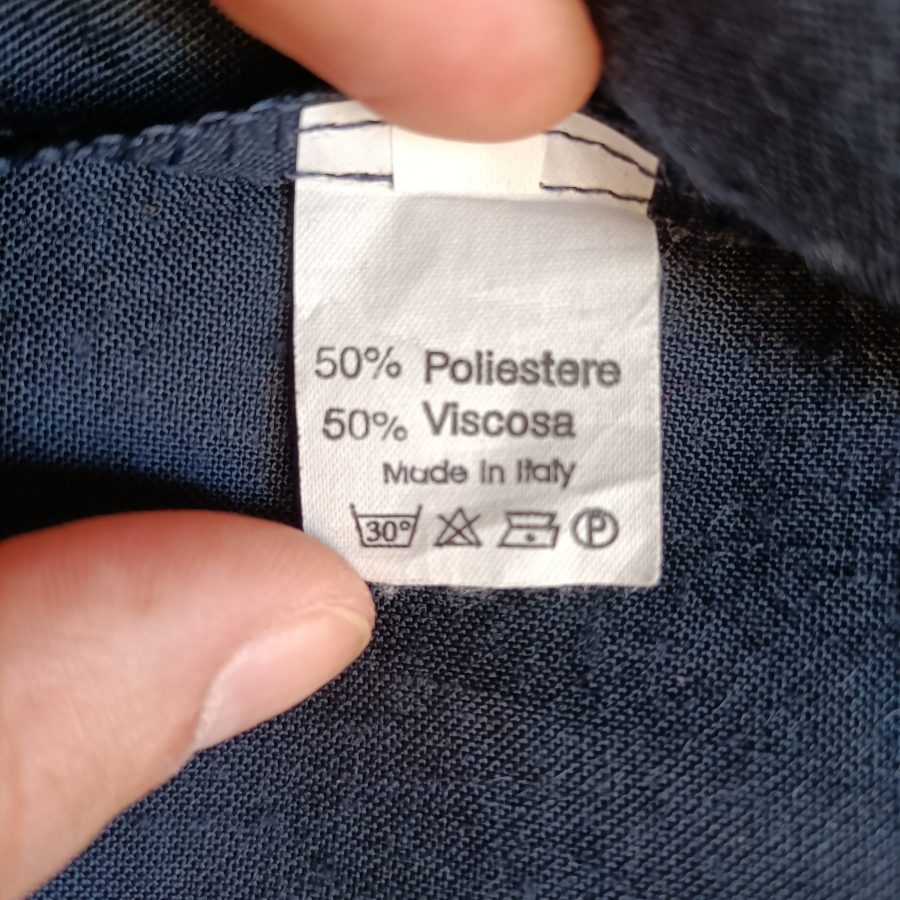 50% Poliestere
50% Viscosa
Made in Italy
30°
P